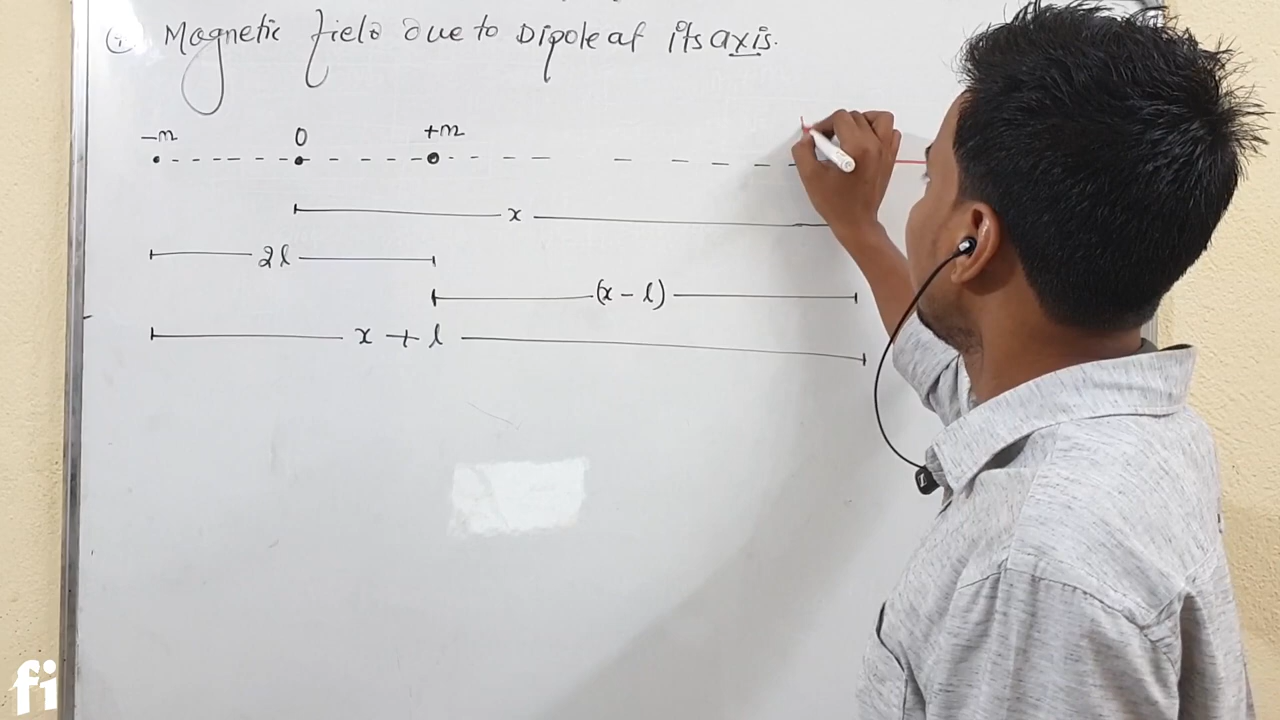 (i) Magnetic field due to Dipole at its axis.
-m O +m
x
2l
(x - l)
x + l
fi